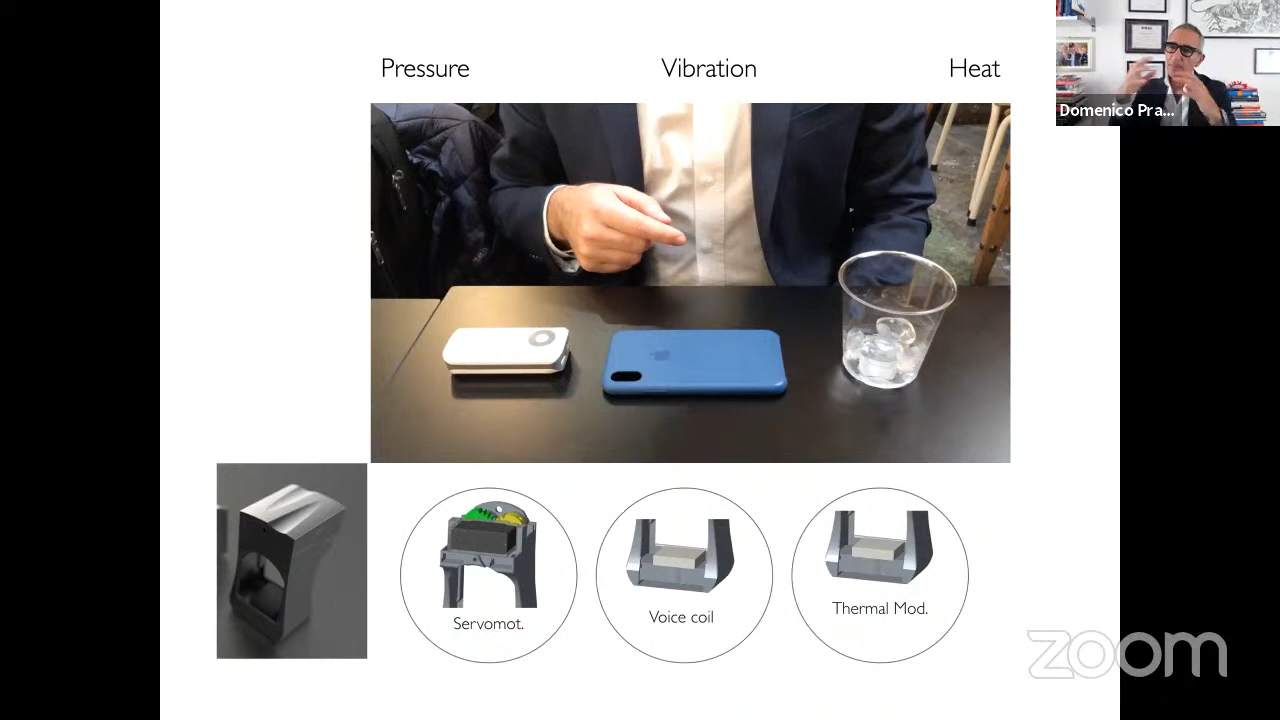 Pressure
Vibration
Heat
Domenico Pra...
Servomot.
Voice coil
Thermal Mod.
zoom